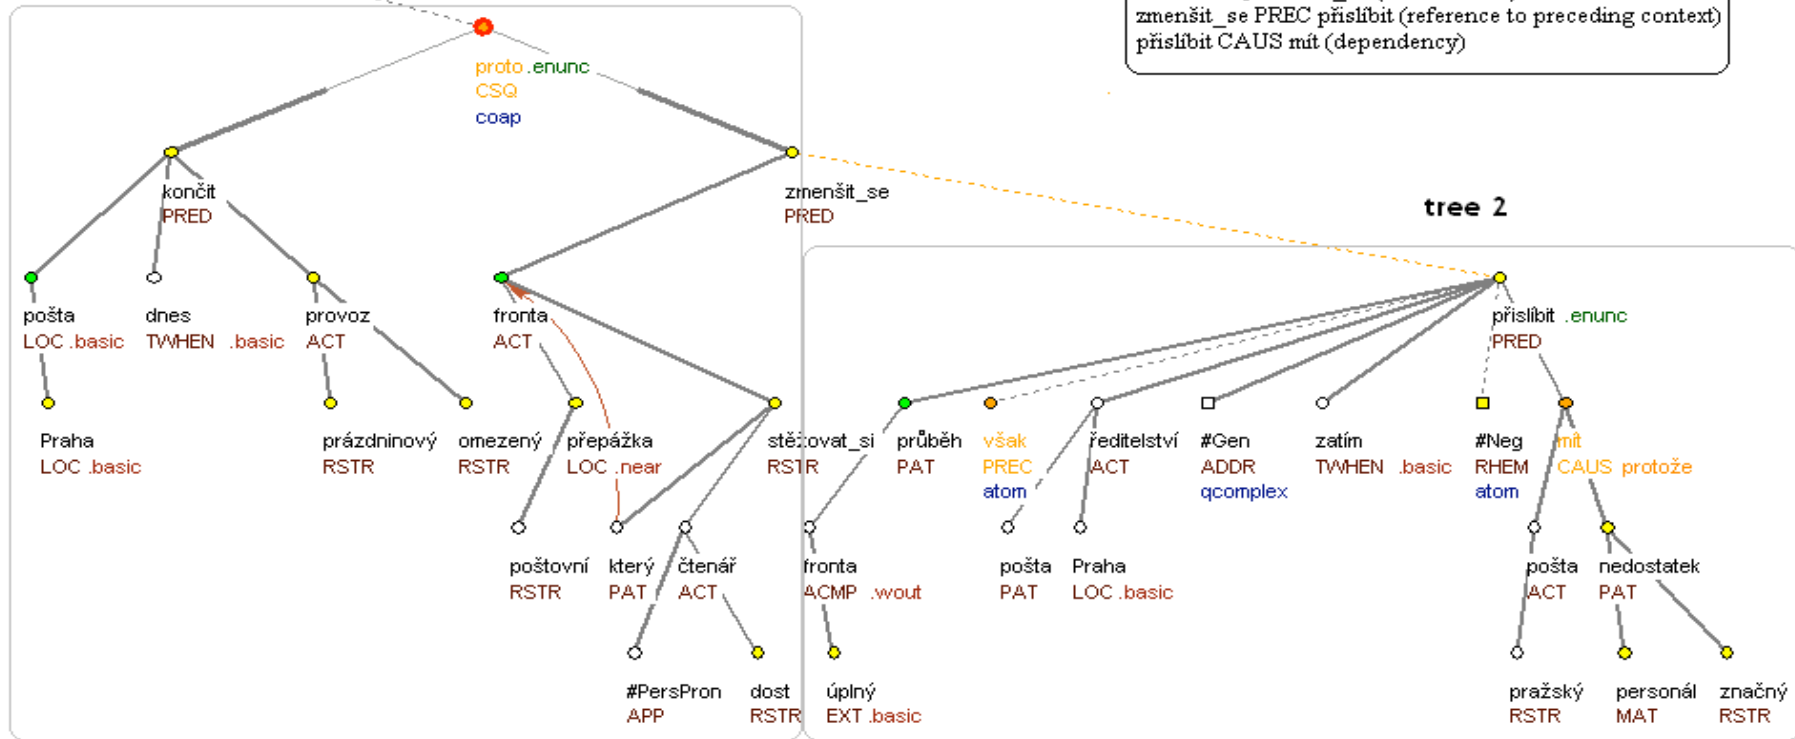 zmenšit_se PREC přislíbit (reference to preceding context)
přislíbit CAUS mít (dependency)
proto .enunc
CSQ
coap
končit
PRED
zmenšit_se
PRED
tree 2
pošta
LOC .basic
dnes
TWHEN .basic
provoz
ACT
fronta
ACT
přislíbit .enunc
PRED
Praha
LOC .basic
prázdninový
RSTR
omezený
RSTR
přepážka
LOC .near
stěžovat_si
RSTR
průběh
PAT
však
PREC
atom
ředitelství
ACT
#Gen
ADDR
qcomplex
zatím
TWHEN .basic
#Neg
RHEM
atom
mít
CAUS protože
poštovní
RSTR
který
PAT
čtenář
ACT
fronta
ACMP .wout
pošta
PAT
Praha
LOC .basic
pošta
ACT
nedostatek
PAT
#PersPron
APP
dost
RSTR
úplný
EXT .basic
pražský
RSTR
personál
MAT
značný
RSTR